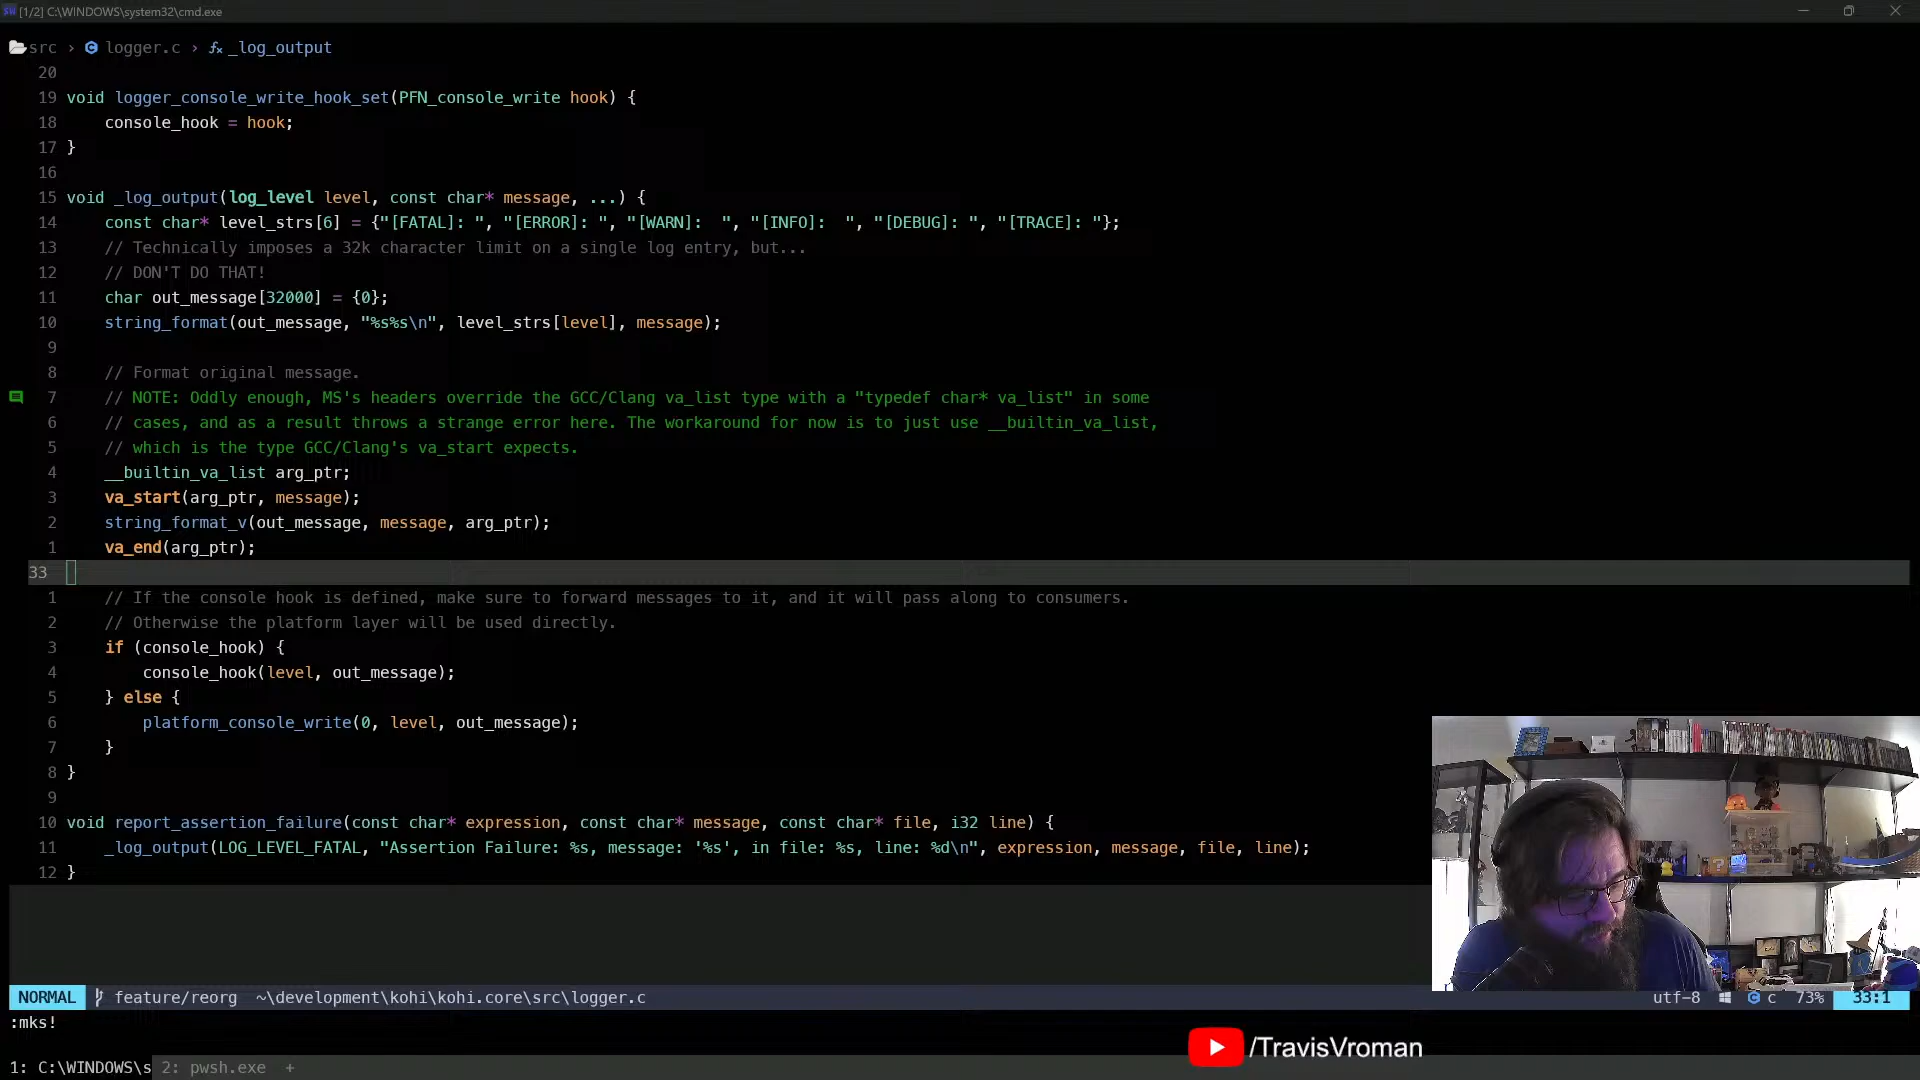 [1/2] C:\WINDOWS\system32\cmd.exe
src › logger.c › _log_output
20
19 void logger_console_write_hook_set(PFN_console_write hook) {
18     console_hook = hook;
17 }
16
15 void _log_output(log_level level, const char* message, ...) {
14     const char* level_strs[6] = {"[FATAL]: ", "[ERROR]: ", "[WARN]:  ", "[INFO]:  ", "[DEBUG]: ", "[TRACE]: "};
13     // Technically imposes a 32k character limit on a single log entry, but...
12     // DON'T DO THAT!
11     char out_message[32000] = {0};
10     string_format(out_message, "%s%s\n", level_strs[level], message);
9
8     // Format original message.
7     // NOTE: Oddly enough, MS's headers override the GCC/Clang va_list type with a "typedef char* va_list" in some
6     // cases, and as a result throws a strange error here. The workaround for now is to just use __builtin_va_list,
5     // which is the type GCC/Clang's va_start expects.
4     __builtin_va_list arg_ptr;
3     va_start(arg_ptr, message);
2     string_format_v(out_message, message, arg_ptr);
1     va_end(arg_ptr);
33
1     // If the console hook is defined, make sure to forward messages to it, and it will pass along to consumers.
2     // Otherwise the platform layer will be used directly.
3     if (console_hook) {
4         console_hook(level, out_message);
5     } else {
6         platform_console_write(0, level, out_message);
7     }
8 }
9
10 void report_assertion_failure(const char* expression, const char* message, const char* file, i32 line) {
11     _log_output(LOG_LEVEL_FATAL, "Assertion Failure: %s, message: '%s', in file: %s, line: %d\n", expression, message, file, line);
12 }
NORMAL feature/reorg ~\development\kohi\kohi.core\src\logger.c utf-8 c 73% 33:1
:mks!
/TravisVroman
1: C:\WINDOWS\s 2: pwsh.exe +